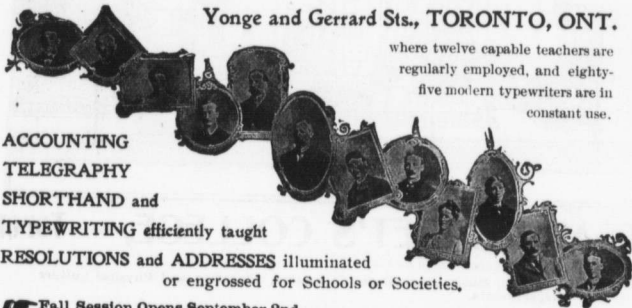 Yonge and Gerrard Sts., TORONTO, ONT.
where twelve capable teachers are
regularly employed, and eighty-
five modern typewriters are in
constant use.
ACCOUNTING
TELEGRAPHY
SHORTHAND and
TYPEWRITING efficiently taught
RESOLUTIONS and ADDRESSES illuminated
or engrossed for Schools or Societies.
Fall Session Opens September 2nd